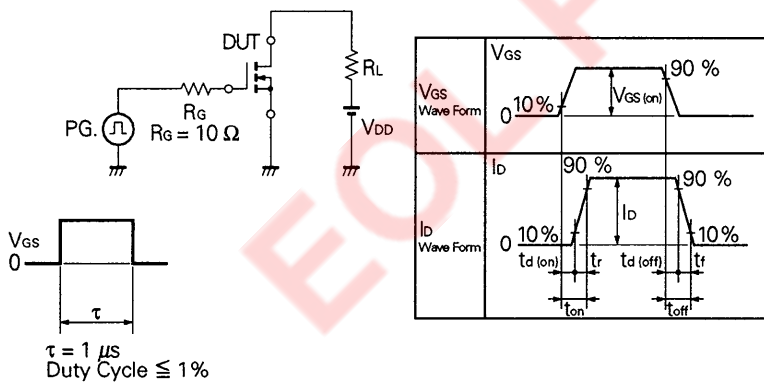 DUT
RL
RG
PG.
RG = 10 Ω
VDD
VGS
0
τ
τ = 1 μs
Duty Cycle ≦ 1%
VGS
Wave Form
VGS
10%
0
VGS (on)
90 %
ID
Wave Form
ID
90 %
90 %
10%
0
ID
10%
td (on)
tr
td (off)
tf
ton
toff
EOL P